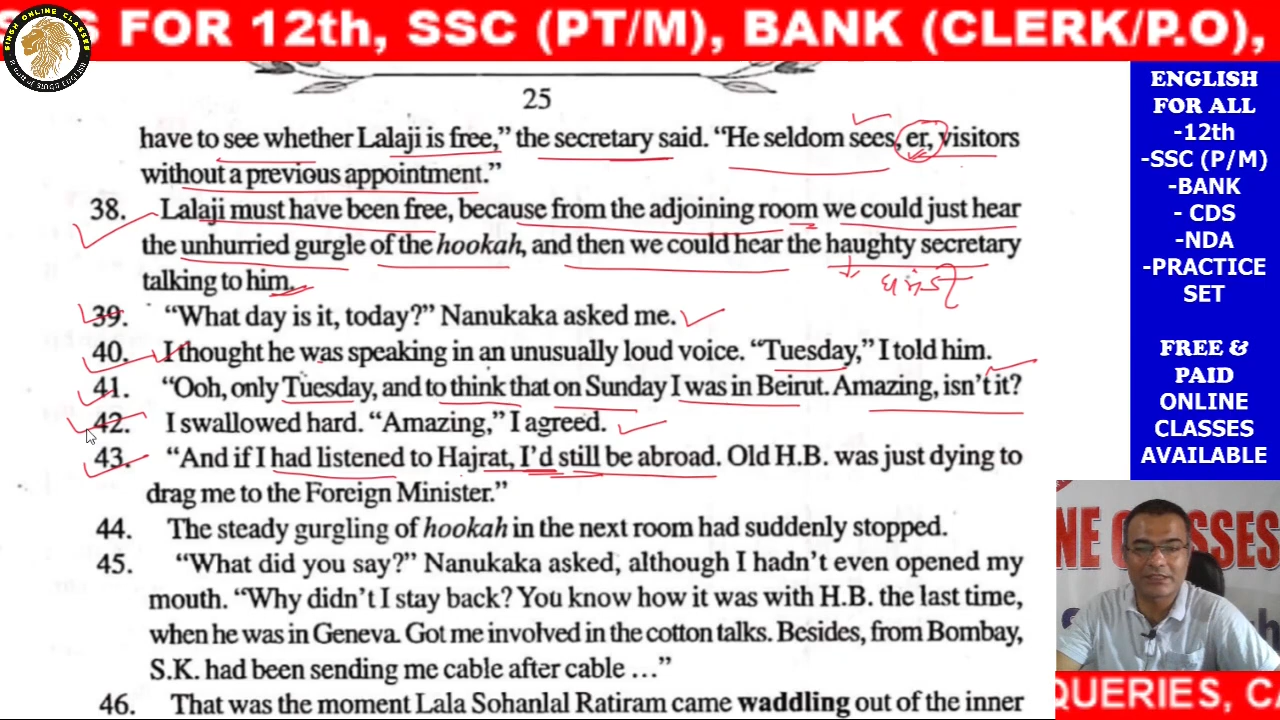 SINGH ONLINE CLASSES
S FOR 12th, SSC (PT/M), BANK (CLERK/P.O),
25
have to see whether Lalaji is free,” the secretary said. “He seldom sees, er, visitors
without a previous appointment.”
38. Lalaji must have been free, because from the adjoining room we could just hear
the unhurried gurgle of the hookah, and then we could hear the haughty secretary
talking to him.
घमंडी
39. “What day is it, today?” Nanukaka asked me.
40. I thought he was speaking in an unusually loud voice. “Tuesday,” I told him.
41. “Ooh, only Tuesday, and to think that on Sunday I was in Beirut. Amazing, isn’t it?
42. I swallowed hard. “Amazing,” I agreed.
43. “And if I had listened to Hajrat, I’d still be abroad. Old H.B. was just dying to
drag me to the Foreign Minister.”
44. The steady gurgling of hookah in the next room had suddenly stopped.
45. “What did you say?” Nanukaka asked, although I hadn’t even opened my
mouth. “Why didn’t I stay back? You know how it was with H.B. the last time,
when he was in Geneva. Got me involved in the cotton talks. Besides, from Bombay,
S.K. had been sending me cable after cable ...”
46. That was the moment Lala Sohanlal Ratiram came waddling out of the inner
ENGLISH
FOR ALL
-12th
-SSC (P/M)
-BANK
- CDS
-NDA
-PRACTICE
SET
FREE &
PAID
ONLINE
CLASSES
AVAILABLE
NE CLASSES
QUERIES, CA